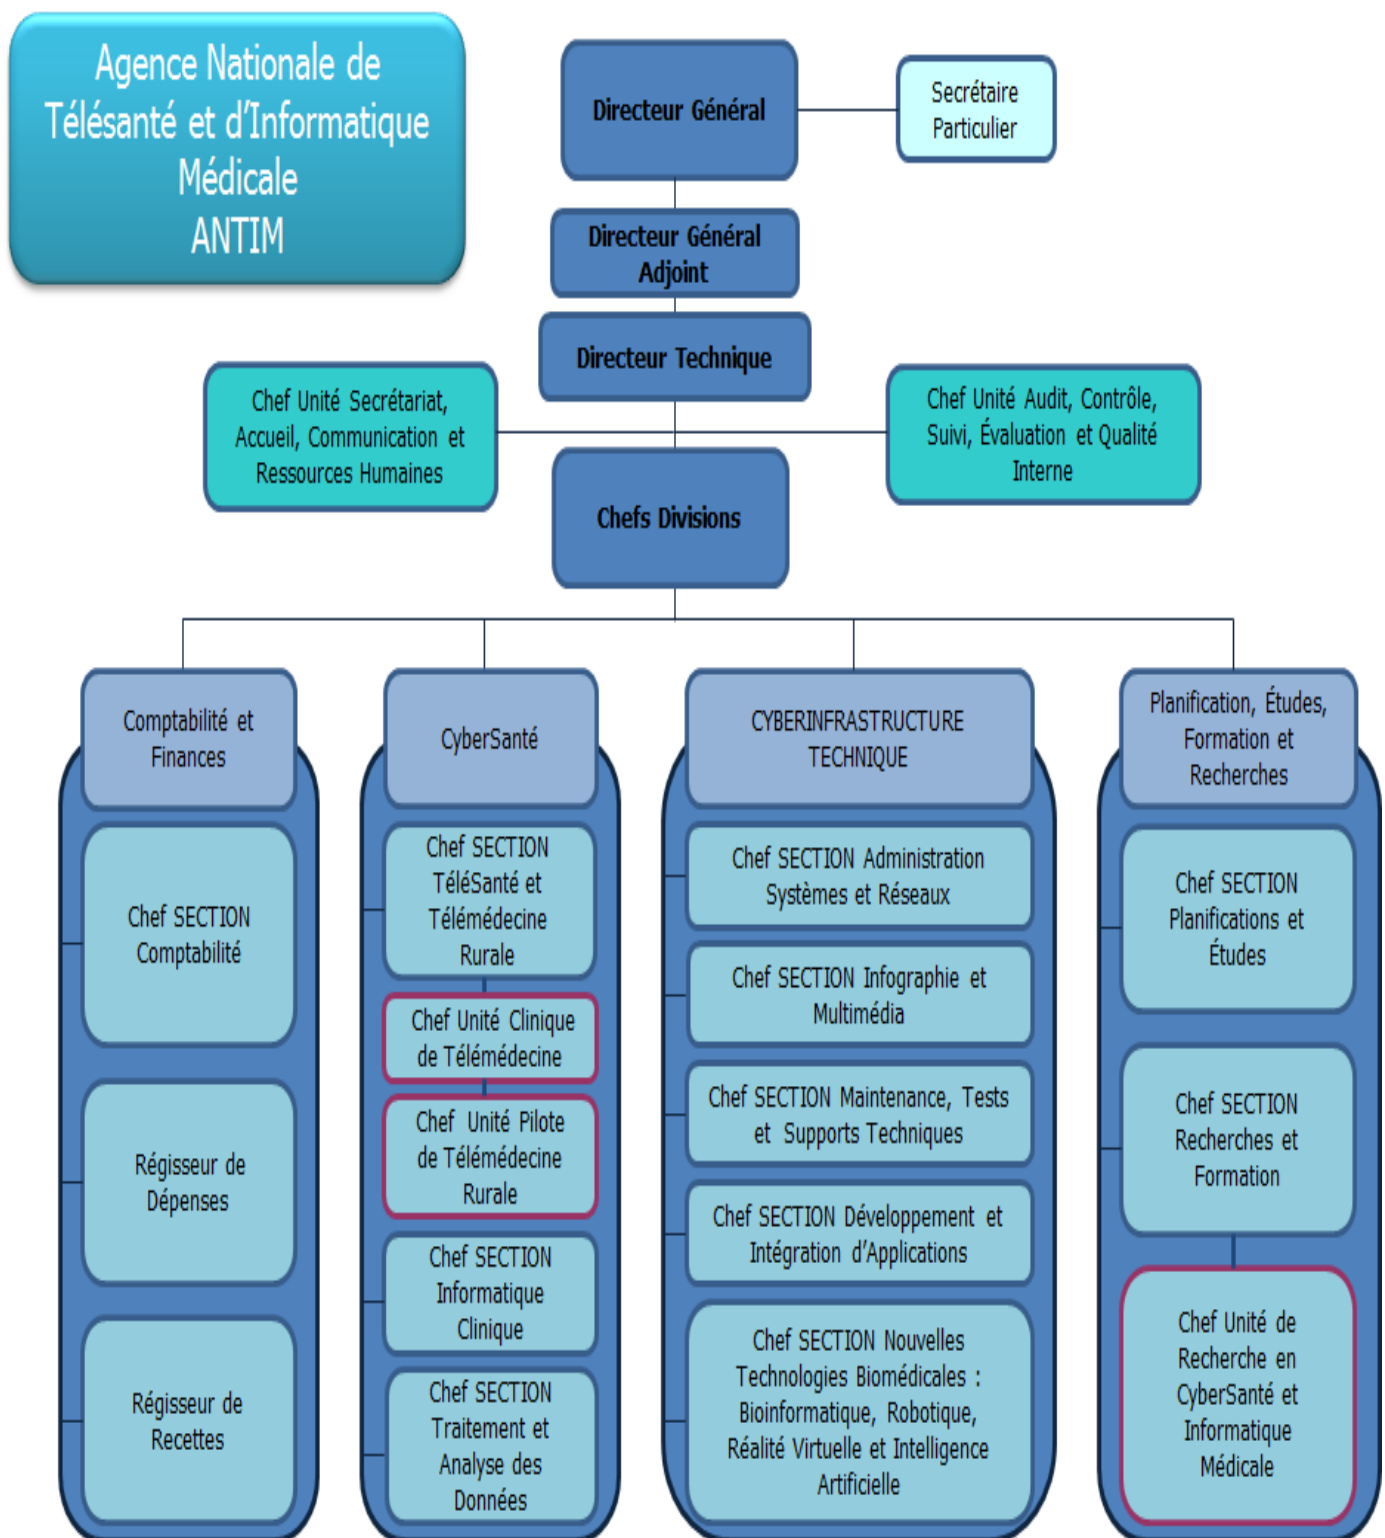 Agence Nationale de
Télésanté et d'Informatique
Médicale
ANTIM
Directeur Général
Secrétaire
Particulier
Directeur Général
Adjoint
Directeur Technique
Chef Unité Secrétariat,
Accueil, Communication et
Ressources Humaines
Chef Unité Audit, Contrôle,
Suivi, Évaluation et Qualité
Interne
Chefs Divisions
Comptabilité et
Finances
Chef SECTION
Comptabilité
Régisseur de
Dépenses
Régisseur de
Recettes
CyberSanté
Chef SECTION
TéléSanté et
Télémédecine
Rurale
Chef Unité Clinique
de Télémédecine
Chef Unité Pilote
de Télémédecine
Rurale
Chef SECTION
Informatique
Clinique
Chef SECTION
Traitement et
Analyse des
Données
CYBERINFRASTRUCTURE
TECHNIQUE
Chef SECTION Administration
Systèmes et Réseaux
Chef SECTION Infographie et
Multimédia
Chef SECTION Maintenance, Tests
et Supports Techniques
Chef SECTION Développement et
Intégration d'Applications
Chef SECTION Nouvelles
Technologies Biomédicales :
Bioinformatique, Robotique,
Réalité Virtuelle et Intelligence
Artificielle
Planification, Études,
Formation et
Recherches
Chef SECTION
Planifications et
Études
Chef SECTION
Recherches et
Formation
Chef Unité de
Recherche en
CyberSanté et
Informatique
Médicale